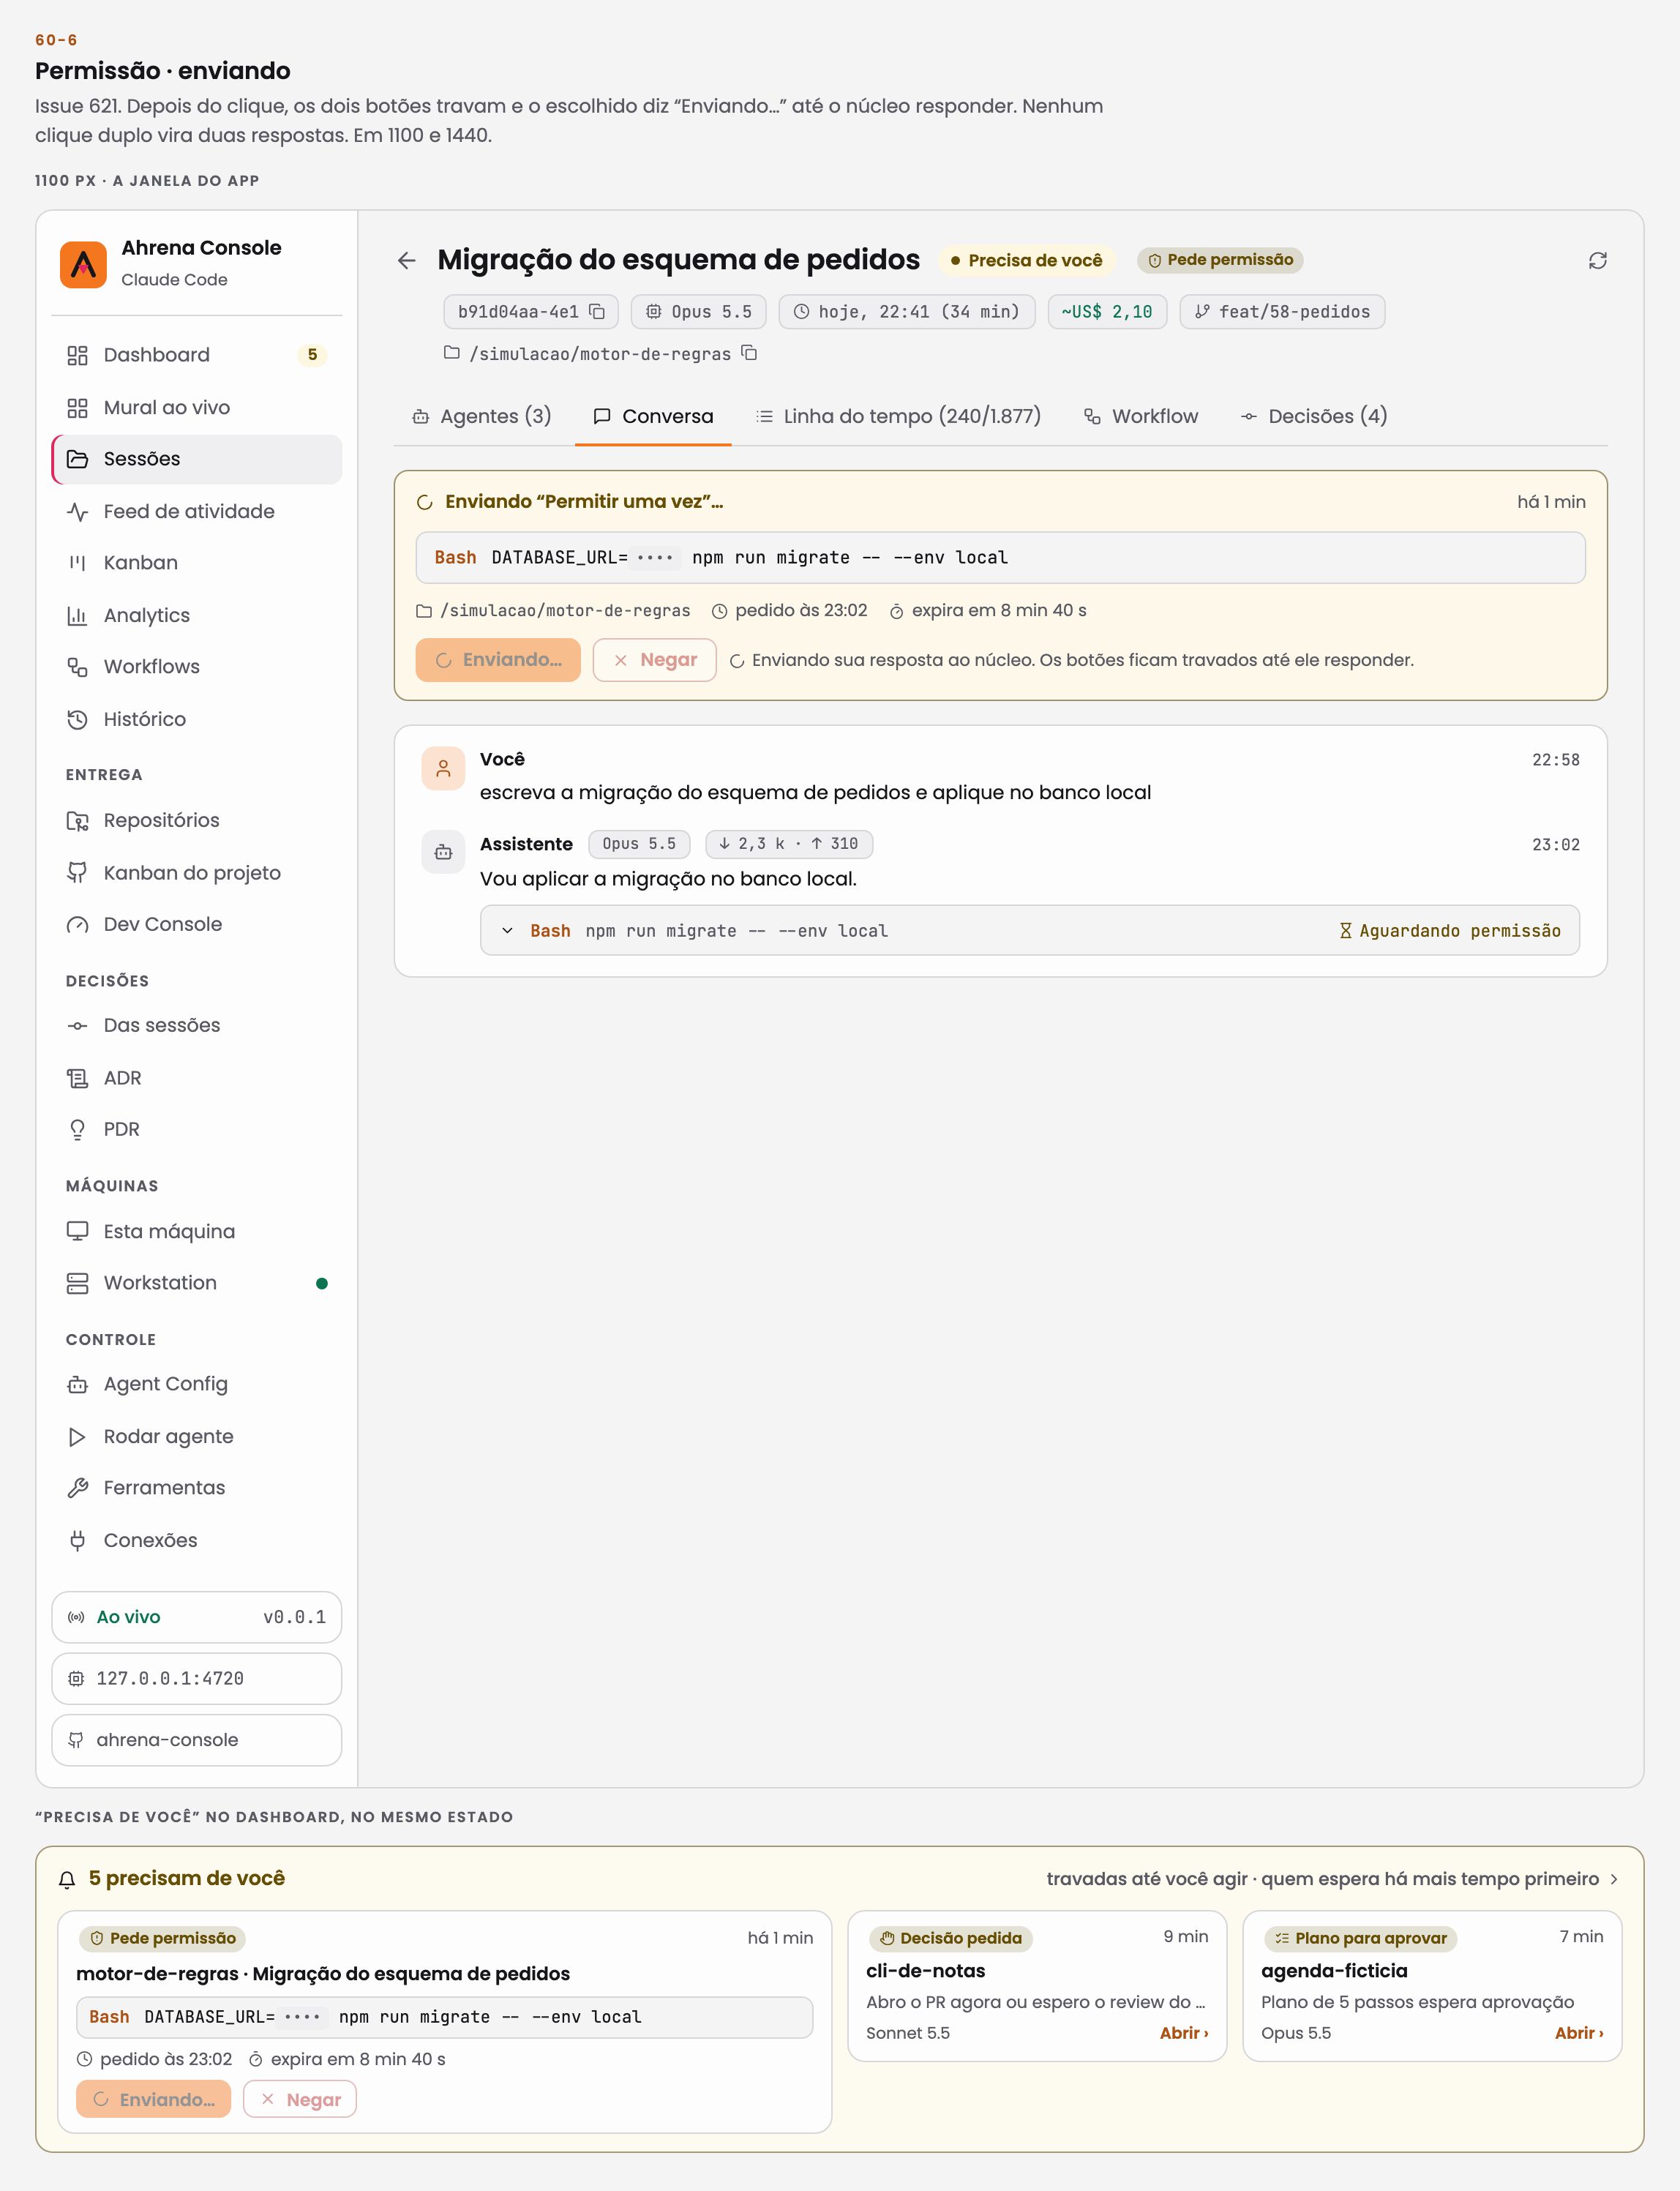 60-6
Permissão · enviando
Issue 621. Depois do clique, os dois botões travam e o escolhido diz “Enviando…” até o núcleo responder. Nenhum
clique duplo vira duas respostas. Em 1100 e 1440.
1100 PX · A JANELA DO APP
Ahrena Console
Claude Code
Dashboard 5
Mural ao vivo
Sessões
Feed de atividade
Kanban
Analytics
Workflows
Histórico
ENTREGA
Repositórios
Kanban do projeto
Dev Console
DECISÕES
Das sessões
ADR
PDR
MÁQUINAS
Esta máquina
Workstation
CONTROLE
Agent Config
Rodar agente
Ferramentas
Conexões
Ao vivo v0.0.1
127.0.0.1:4720
ahrena-console
Migração do esquema de pedidos Precisa de você Pede permissão
b91d04aa-4e1 Opus 5.5 hoje, 22:41 (34 min) ~US$ 2,10 feat/58-pedidos
/simulacao/motor-de-regras
Agentes (3) Conversa Linha do tempo (240/1.877) Workflow Decisões (4)
Enviando “Permitir uma vez”… há 1 min
Bash DATABASE_URL= •••• npm run migrate -- --env local
/simulacao/motor-de-regras pedido às 23:02 expira em 8 min 40 s
Enviando… Negar Enviando sua resposta ao núcleo. Os botões ficam travados até ele responder.
Você 22:58
escreva a migração do esquema de pedidos e aplique no banco local
Assistente Opus 5.5 ↓ 2,3 k · ↑ 310 23:02
Vou aplicar a migração no banco local.
Bash npm run migrate -- --env local Aguardando permissão
“PRECISA DE VOCÊ” NO DASHBOARD, NO MESMO ESTADO
5 precisam de você travadas até você agir · quem espera há mais tempo primeiro ›
Pede permissão há 1 min
motor-de-regras · Migração do esquema de pedidos
Bash DATABASE_URL= •••• npm run migrate -- --env local
pedido às 23:02 expira em 8 min 40 s
Enviando… Negar
Decisão pedida 9 min
cli-de-notas
Abro o PR agora ou espero o review do …
Sonnet 5.5 Abrir ›
Plano para aprovar 7 min
agenda-ficticia
Plano de 5 passos espera aprovação
Opus 5.5 Abrir ›